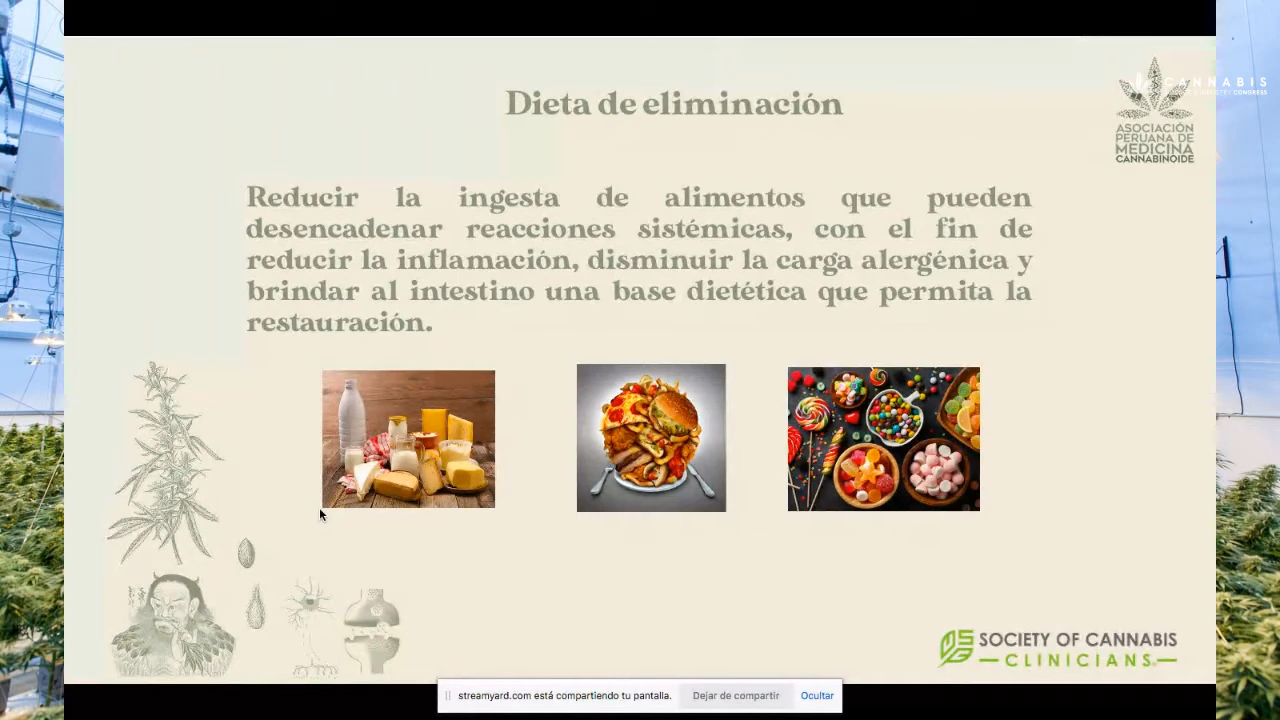 Dieta de eliminación
CANNABIS
CONGRESS
ASOCIACIÓN
PERUANA DE
MEDICINA
CANNABINOIDE
Reducir la ingesta de alimentos que pueden
desencadenar reacciones sistémicas, con el fin de
reducir la inflamación, disminuir la carga alergénica y
brindar al intestino una base dietética que permita la
restauración.
SOCIETY OF CANNABIS
CLINICIANS
streamyard.com está compartiendo tu pantalla.
Dejar de compartir
Ocultar